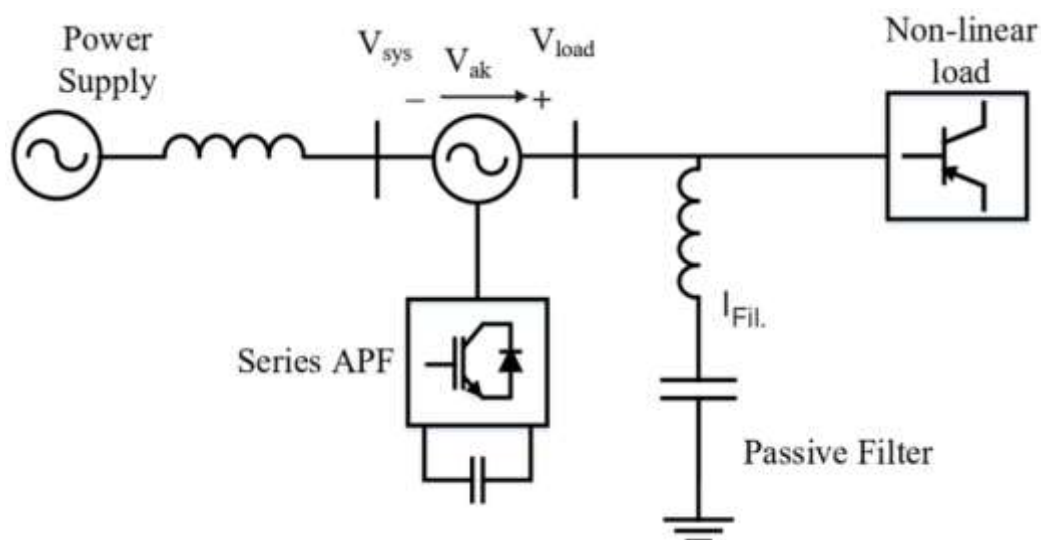 Power
Supply
V_sys
V_ak
V_load
– +
Non-linear
load
I_Fil.
Series APF
Passive Filter